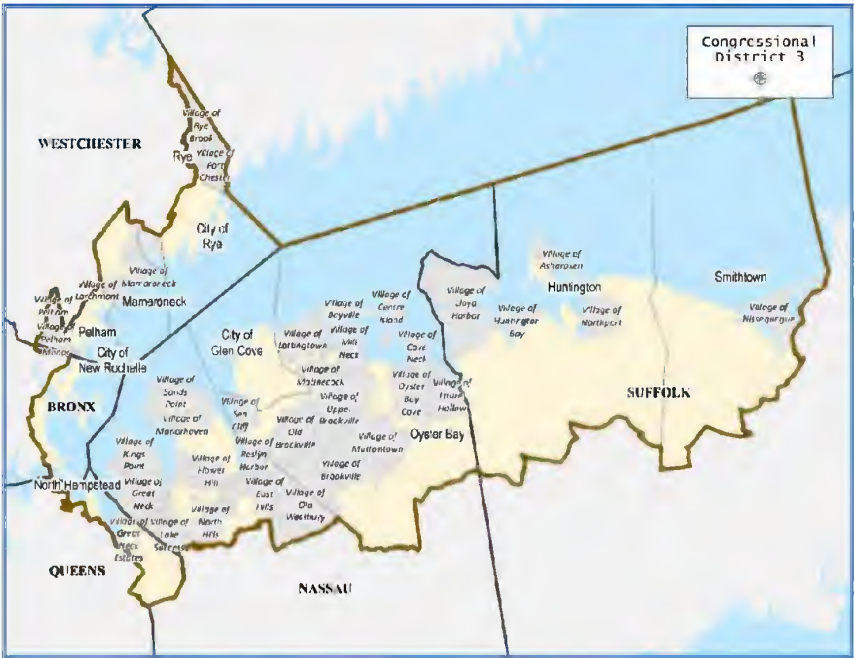 Congressional
District 3
WESTCHESTER
Village of
Rye
Brook
Rye
Village of
Port
Chester
City of
Rye
Village of
Mamaroneck
Village of
Larchmont
Mamaroneck
Village of
Pelham
Village of
Pelham
Manor
Pelham
City of
New Rochelle
BRONX
City of
Glen Cove
Village of
Bayville
Village of
Centre
Island
Village of
Lattingtown
Village of
Mill
Neck
Village of
Cove
Neck
Village of
Lloyd
Harbor
Village of
Asharoken
Huntington
Village of
Huntington
Bay
Village of
Northport
Smithtown
Village of
Nissequogue
SUFFOLK
Village of
Matinecock
Village of
Sands
Point
Village of
Manorhaven
Village of
Sea
Cliff
Village of
Upper
Brookville
Village of
Oyster
Bay
Cove
Village of
Laurel
Hollow
Village of
Old
Brookville
Oyster Bay
Village of
Muttontown
Village of
Kings
Point
Village of
Roslyn
Harbor
Village of
Flower
Hill
Village of
Brookville
North Hempstead
Village of
Great
Neck
Village of
East
Hills
Village of
Old
Westbury
Village of
Great
Neck
Estates
Village of
Lake
Success
Village of
North
Hills
QUEENS
NASSAU